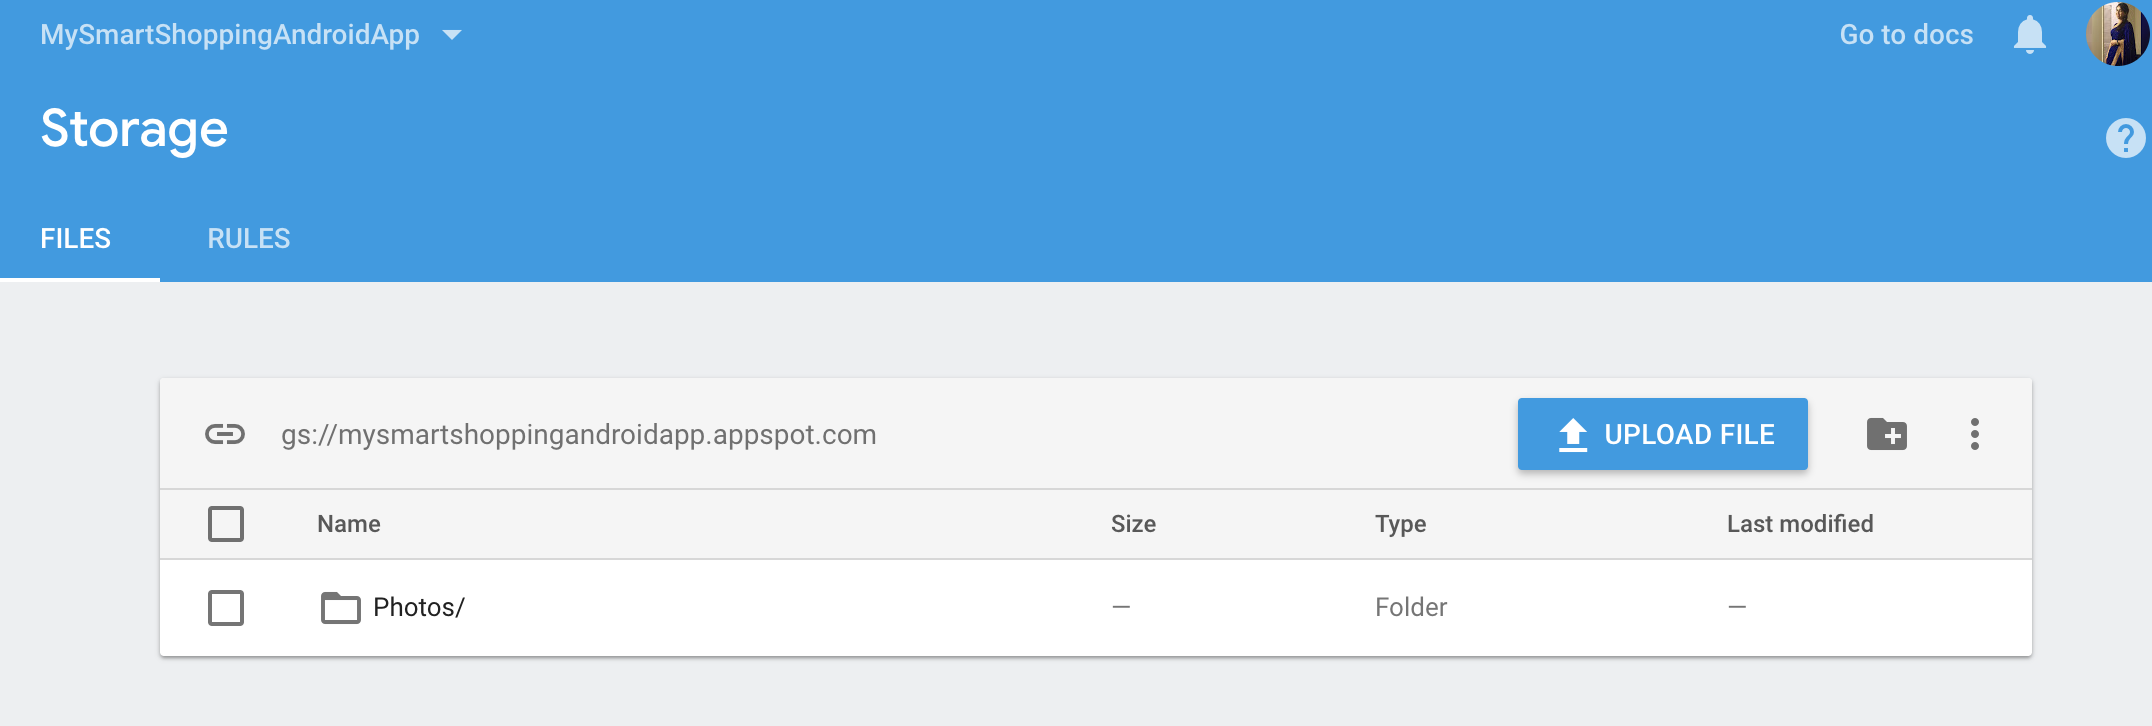 MySmartShoppingAndroidApp
Go to docs
Storage
?
FILES RULES
gs://mysmartshoppingandroidapp.appspot.com
UPLOAD FILE
Name Size Type Last modified
Photos/ — Folder —